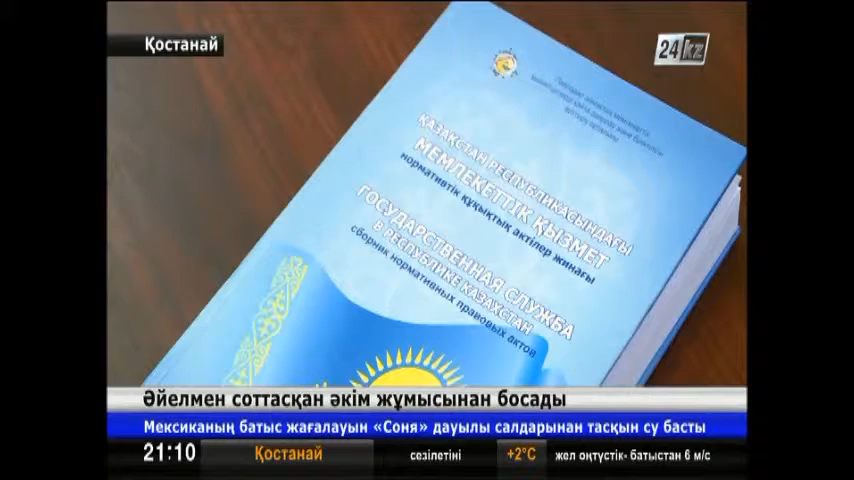 Қостанай
24kz
ҚАЗАҚСТАН РЕСПУБЛИКАСЫНДАҒЫ
МЕМЛЕКЕТТІК ҚЫЗМЕТ
нормативтік құқықтық актілер жинағы
ГОСУДАРСТВЕННАЯ СЛУЖБА
В РЕСПУБЛИКЕ КАЗАХСТАН
сборник нормативных правовых актов
Әйелмен соттасқан әкім жұмысынан босады
Мексиканың батыс жағалауын «Соня» дауылы салдарынан тасқын су басты
21:10 Қостанай сезілетіні +2°C жел оңтүстік- батыстан 6 м/с